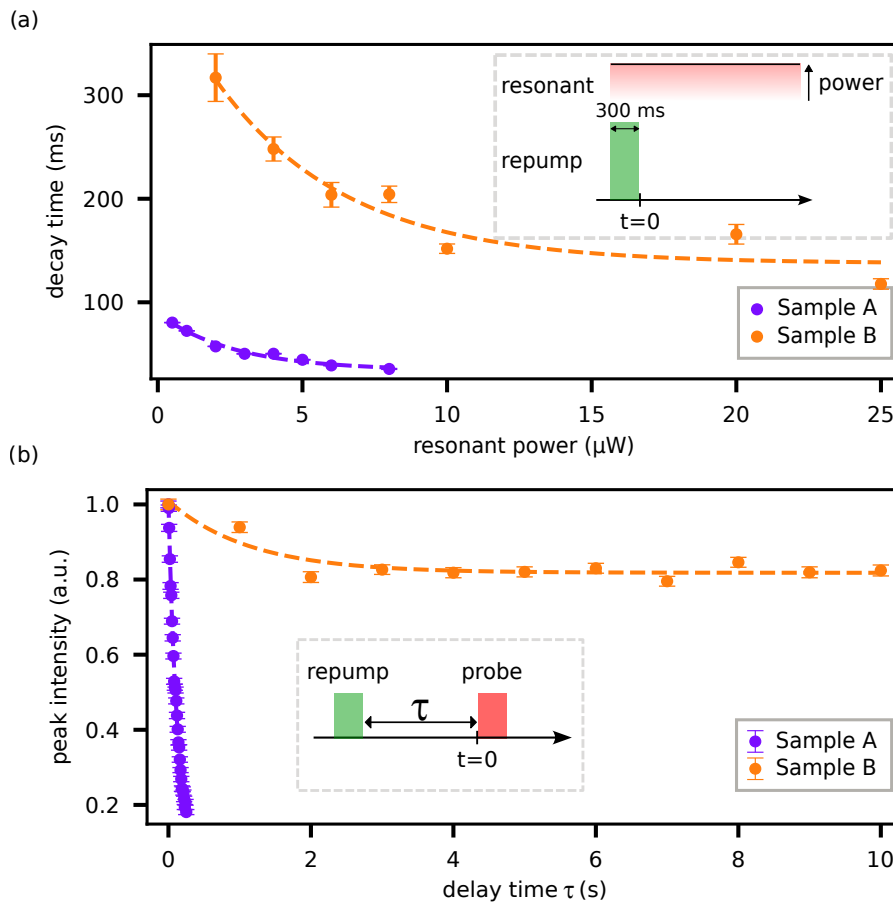 (a)
300
200
100
decay time (ms)
resonant
power
300 ms
repump
t=0
Sample A
Sample B
0 5 10 15 20 25
resonant power (μW)
(b)
1.0
0.8
0.6
0.4
0.2
peak intensity (a.u.)
repump probe
τ
t=0
Sample A
Sample B
0 2 4 6 8 10
delay time τ (s)